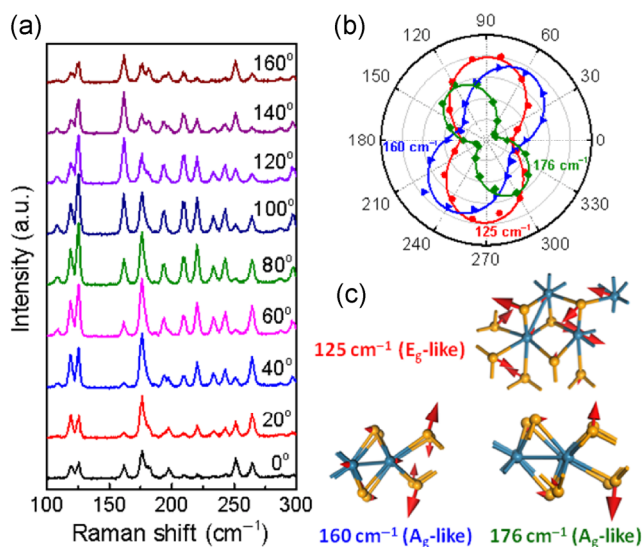 (a)
160°
140°
120°
100°
80°
60°
40°
20°
0°
Intensity (a.u.)
100 150 200 250 300
Raman shift (cm⁻¹)
(b)
90
120 60
150 30
180 0
210 330
240 300
270
160 cm⁻¹
176 cm⁻¹
125 cm⁻¹
(c)
125 cm⁻¹ (Eg-like)
160 cm⁻¹ (Ag-like) 176 cm⁻¹ (Ag-like)